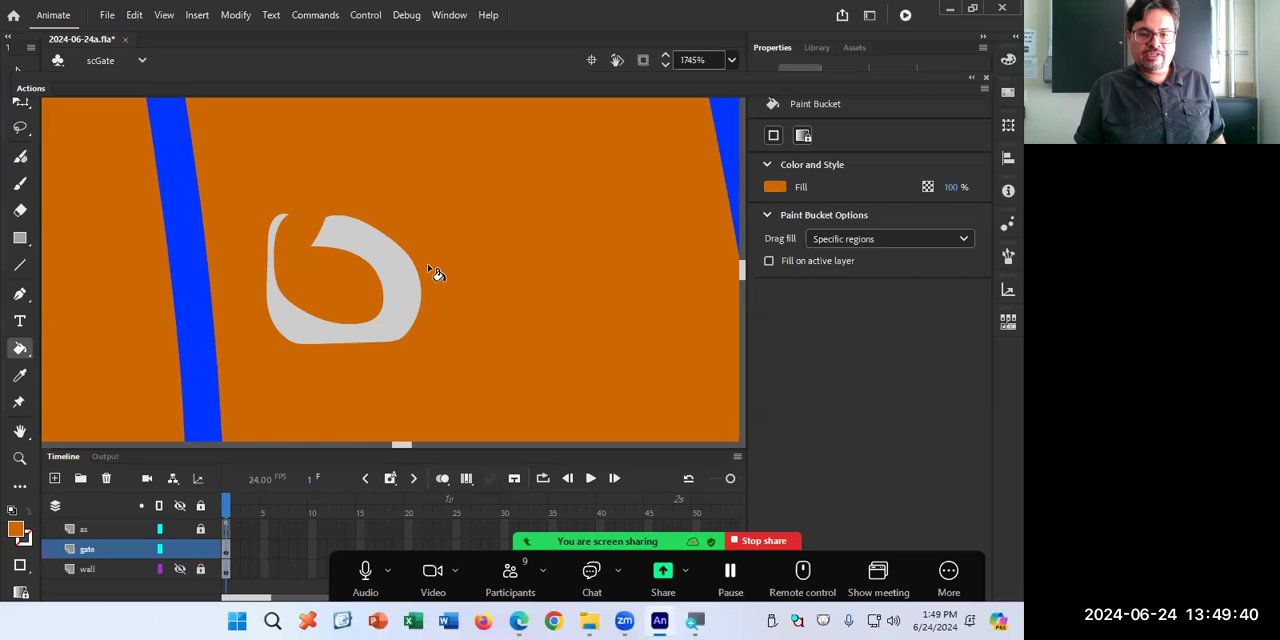 Animate File Edit View Insert Modify Text Commands Control Debug Window Help
2024-06-24a.fla*
scGate 1745%
Properties Library Assets
Actions
Paint Bucket
Color and Style
Fill 100 %
Paint Bucket Options
Drag fill Specific regions
Fill on active layer
Timeline Output
24.00 FPS 1 F
1s 2s
5 10 15 20 25 30 35 40 45 50
as
gate
wall
You are screen sharing Stop share
9
Audio Video Participants Chat Share Pause Remote control Show meeting More
1:49 PM
6/24/2024
2024-06-24 13:49:40